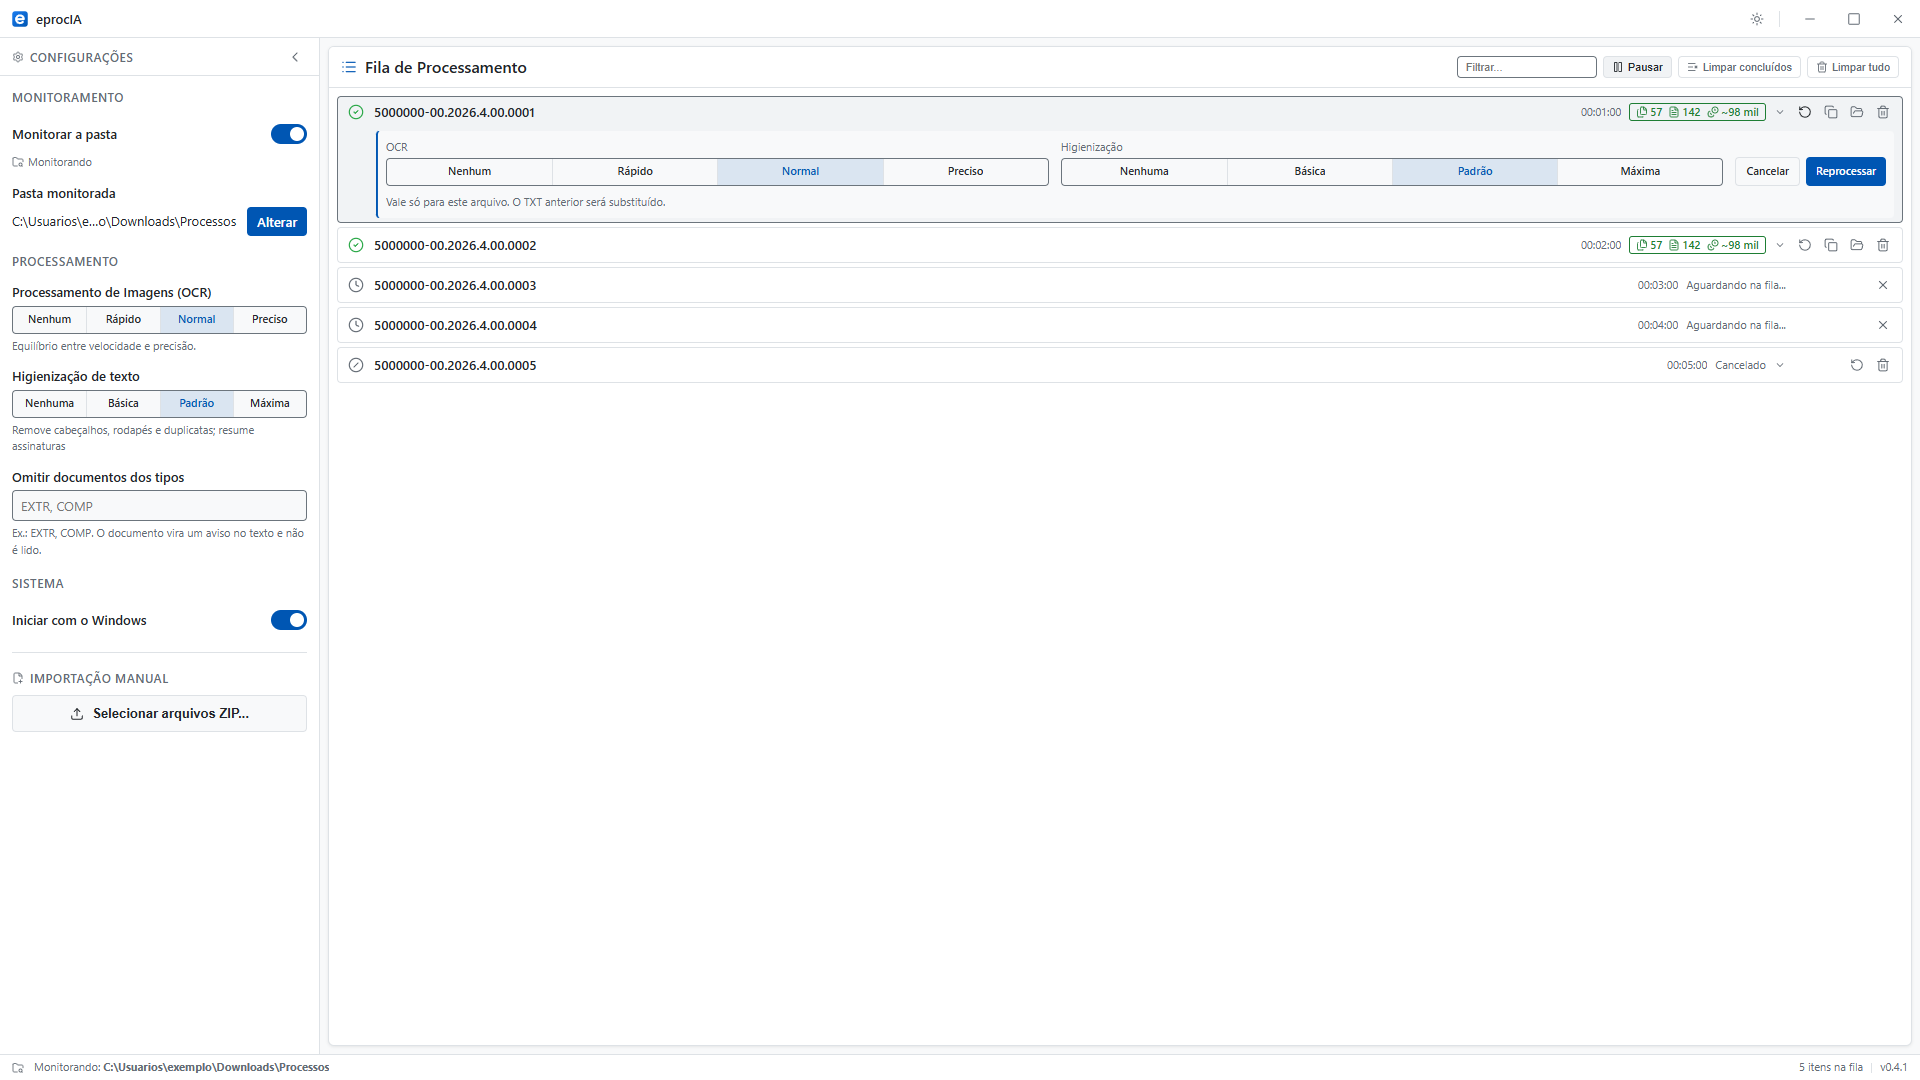 eprocIA
CONFIGURAÇÕES
MONITORAMENTO
Monitorar a pasta
Monitorando
Pasta monitorada
C:\Usuarios\e...o\Downloads\Processos
Alterar
PROCESSAMENTO
Processamento de Imagens (OCR)
Nenhum Rápido Normal Preciso
Equilíbrio entre velocidade e precisão.
Higienização de texto
Nenhuma Básica Padrão Máxima
Remove cabeçalhos, rodapés e duplicatas; resume
assinaturas
Omitir documentos dos tipos
EXTR, COMP
Ex.: EXTR, COMP. O documento vira um aviso no texto e não
é lido.
SISTEMA
Iniciar com o Windows
IMPORTAÇÃO MANUAL
Selecionar arquivos ZIP...
Fila de Processamento
Filtrar... Pausar Limpar concluídos Limpar tudo
5000000-00.2026.4.00.0001 00:01:00 57 142 ~98 mil
OCR Higienização
Nenhum Rápido Normal Preciso Nenhuma Básica Padrão Máxima Cancelar Reprocessar
Vale só para este arquivo. O TXT anterior será substituído.
5000000-00.2026.4.00.0002 00:02:00 57 142 ~98 mil
5000000-00.2026.4.00.0003 00:03:00 Aguardando na fila...
5000000-00.2026.4.00.0004 00:04:00 Aguardando na fila...
5000000-00.2026.4.00.0005 00:05:00 Cancelado
Monitorando: C:\Usuarios\exemplo\Downloads\Processos
5 itens na fila v0.4.1